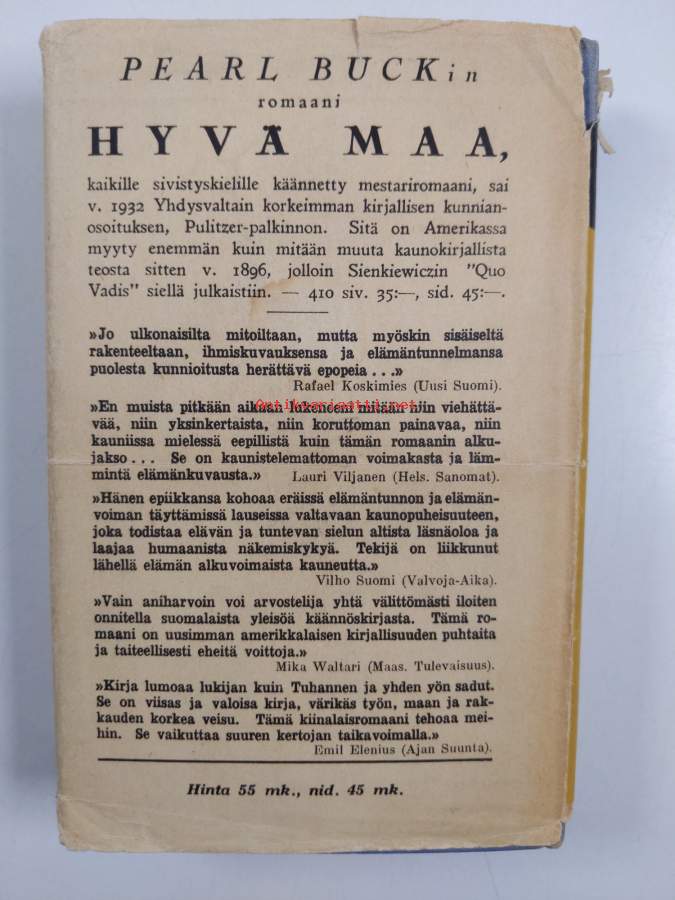 PEARL BUCKin
romaani
HYVÄ MAA,
kaikille sivistyskielille käännetty mestariromaani, sai
v. 1932 Yhdysvaltain korkeimman kirjallisen kunnian-
osoituksen, Pulitzer-palkinnon. Sitä on Amerikassa
myyty enemmän kuin mitään muuta kaunokirjallista
teosta sitten v. 1896, jolloin Sienkiewiczin "Quo
Vadis" siellä julkaistiin. — 410 siv. 35:—, sid. 45:—.
»Jo ulkonaisilta mitoiltaan, mutta myöskin sisäiseltä
rakenteeltaan, ihmiskuvauksensa ja elämäntunnelmansa
puolesta kunnioitusta herättävä epopeia . . .»
Rafael Koskimies (Uusi Suomi).
Antikvariaatti.net
»En muista pitkään aikaan lukeneeni mitään niin viehättä-
vää, niin yksinkertaista, niin koruttoman painavaa, niin
kauniissa mielessä eepillistä kuin tämän romaanin alku-
jakso . . . Se on kaunistelemattoman voimakasta ja läm-
mintä elämänkuvausta.» Lauri Viljanen (Hels. Sanomat).
»Hänen epiikkansa kohoaa eräissä elämäntunnon ja elämän-
voiman täyttämissä lauseissa valtavaan kaunopuheisuuteen,
joka todistaa elävän ja tuntevan sielun altista läsnäoloa ja
laajaa humaanista näkemiskykyä. Tekijä on liikkunut
lähellä elämän alkuvoimaista kauneutta.»
Vilho Suomi (Valvoja-Aika).
»Vain aniharvoin voi arvostelija yhtä välittömästi iloiten
onnitella suomalaista yleisöä käännöskirjasta. Tämä ro-
maani on uusimman amerikkalaisen kirjallisuuden puhtaita
ja taiteellisesti eheitä voittoja.»
Mika Waltari (Maas. Tulevaisuus).
»Kirja lumoaa lukijan kuin Tuhannen ja yhden yön sadut.
Se on viisas ja valoisa kirja, värikäs työn, maan ja rak-
kauden korkea veisu. Tämä kiinalaisromaani tehoaa mei-
hin. Se vaikuttaa suuren kertojan taikavoimalla.»
Emil Elenius (Ajan Suunta).
Hinta 55 mk., nid. 45 mk.